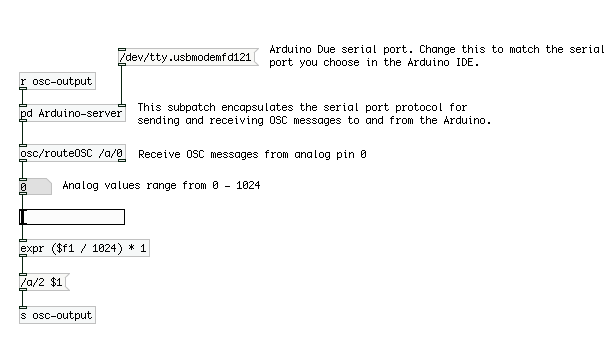 /dev/tty.usbmodemfd121
Arduino Due serial port. Change this to match the serial
port you choose in the Arduino IDE.
r osc-output
pd Arduino-server
This subpatch encapsulates the serial port protocol for
sending and receiving OSC messages to and from the Arduino.
osc/routeOSC /a/0
Receive OSC messages from analog pin 0
0
Analog values range from 0 - 1024
expr ($f1 / 1024) * 1
/a/2 $1
s osc-output